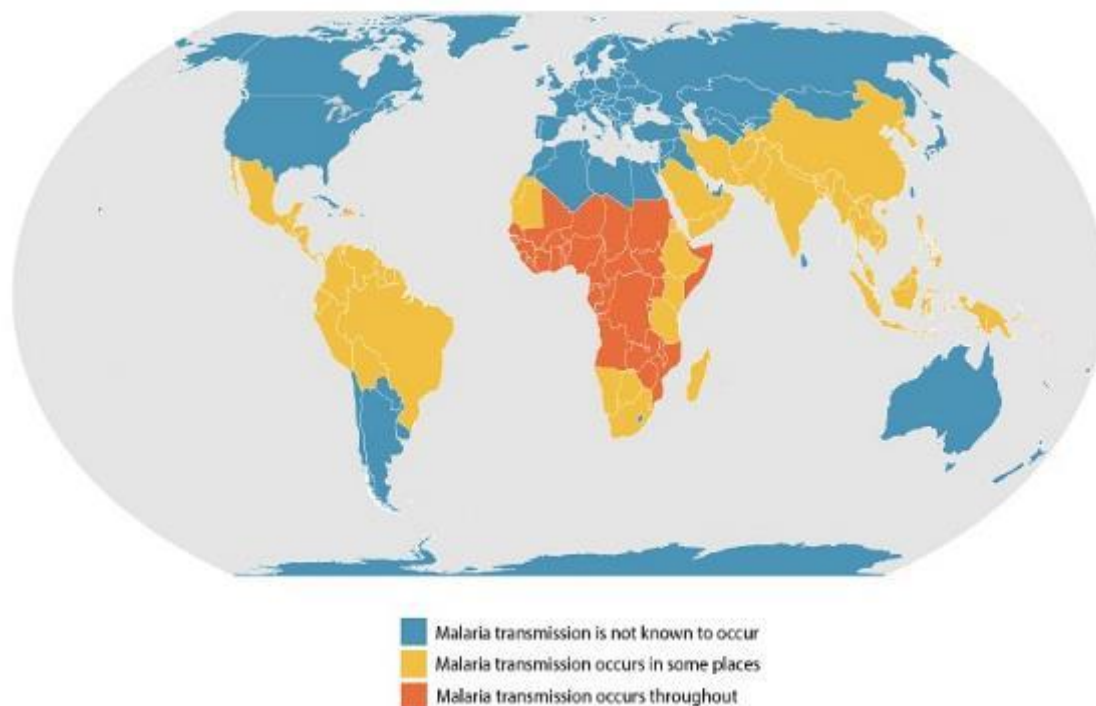 Malaria transmission is not known to occur
Malaria transmission occurs in some places
Malaria transmission occurs throughout